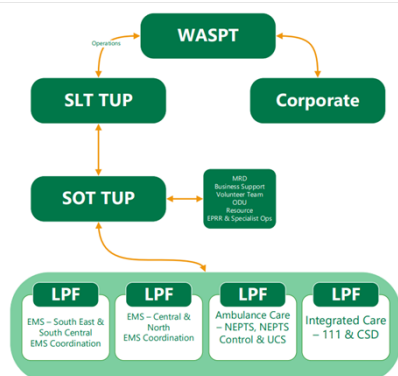 WASPT
Operations
SLT TUP
Corporate
SOT TUP
MRD
Business Support
Volunteer Team
ODU
Resource
EPRR & Specialist Ops
LPF
EMS – South East &
South Central
EMS Coordination
LPF
EMS – Central &
North
EMS Coordination
LPF
Ambulance Care
– NEPTS, NEPTS
Control & UCS
LPF
Integrated Care
– 111 & CSD